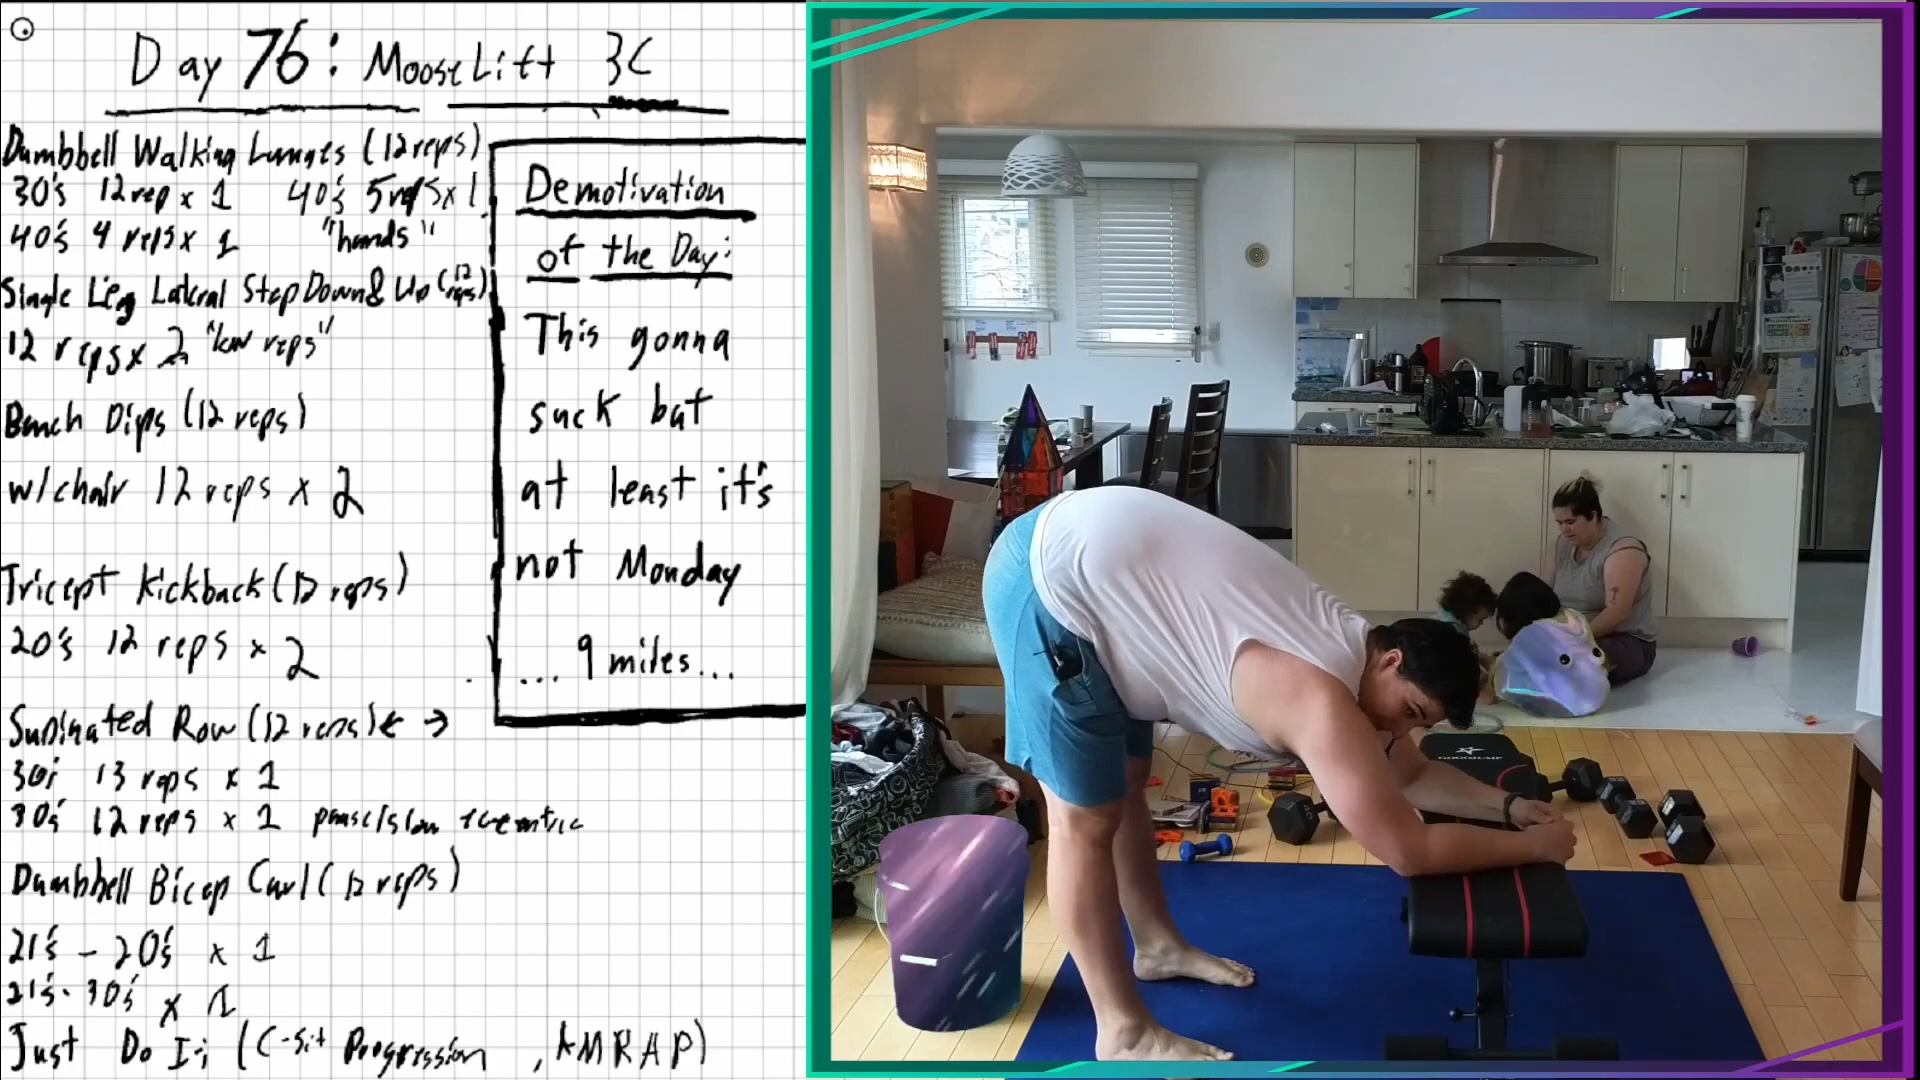 Day 76: MooseLift 3C
Dumbbell Walking Lunges (12 reps)
30's 12 rep x 1 40's 5 reps x 1
40's 4 reps x 1 "hands"
Single Leg Lateral Step Down & Up (12 reps)
12 reps x 2 "low reps"
Bench Dips (12 reps)
w/chair 12 reps x 2
Tricept Kickback (12 reps)
20's 12 reps x 2
Supinated Row (12 reps) ← →
30's 13 reps x 1
30's 12 reps x 1 pause/slow eccentric
Dumbbell Bicep Curl (12 reps)
21's - 20's x 1
21's - 30's x 1
Just Do It (C-sit Progression, AMRAP)
Demotivation
of the Day:
This gonna
suck but
at least it's
not Monday
... 9 miles...